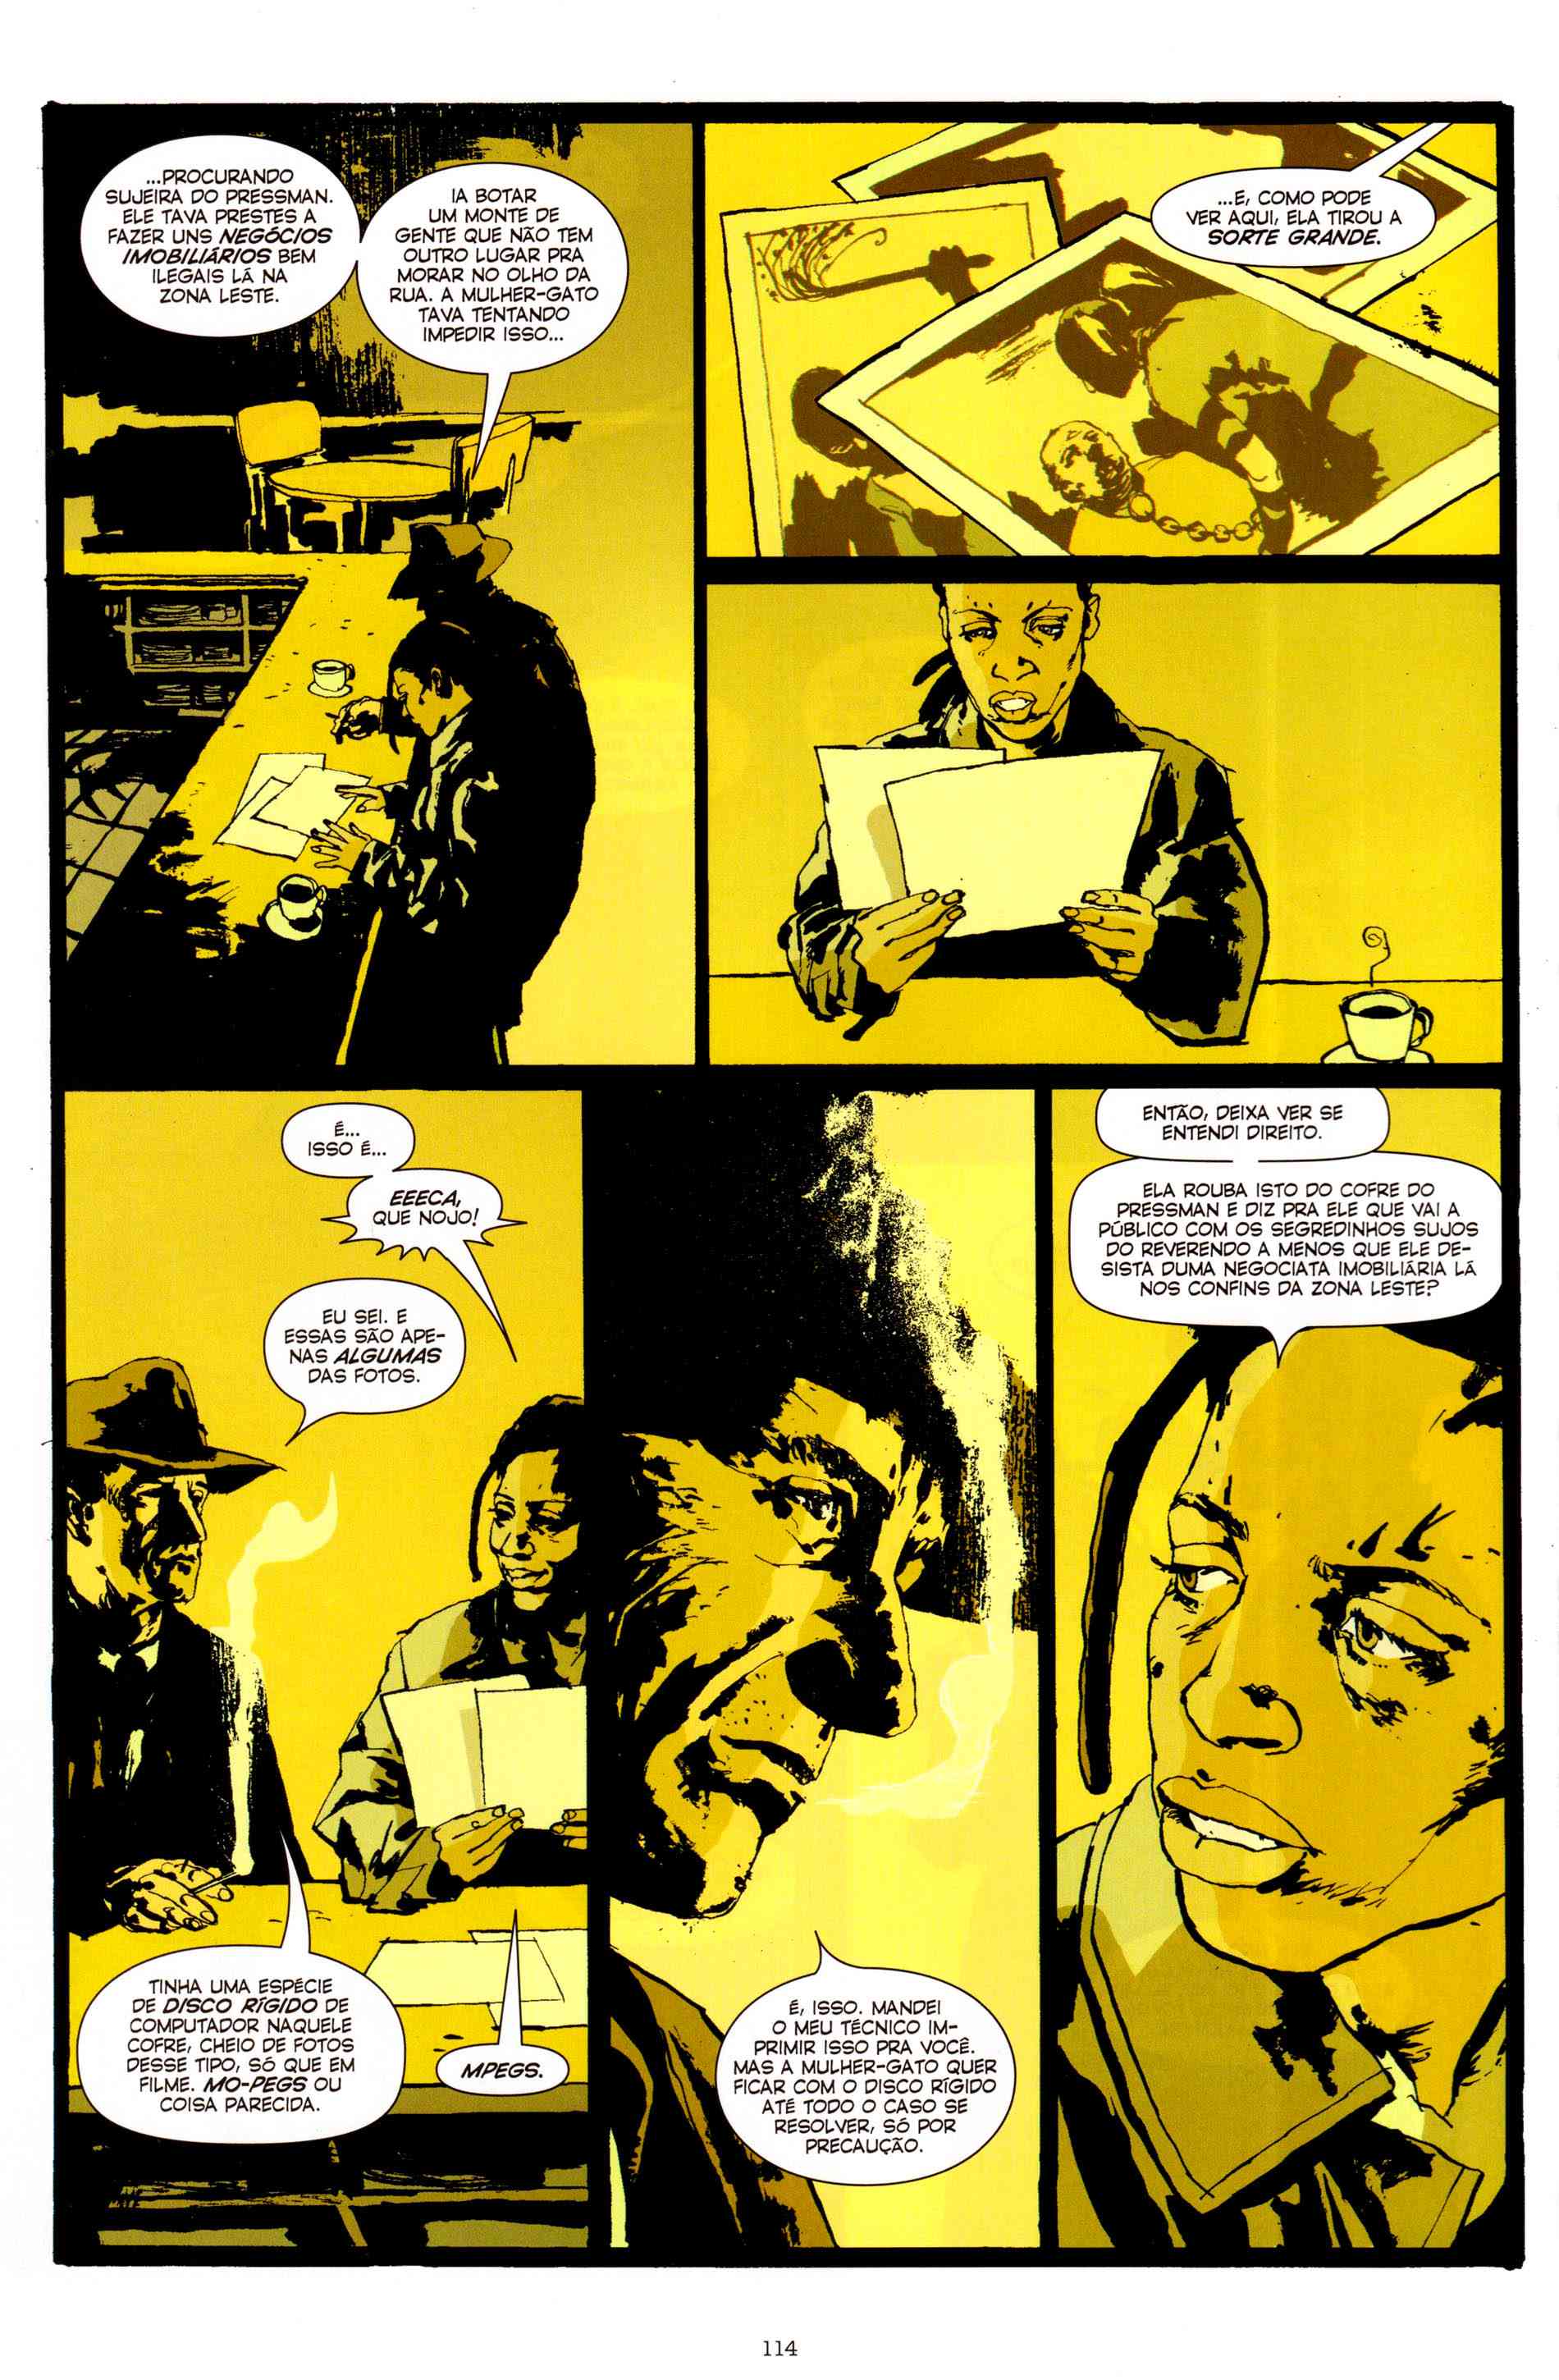 ...PROCURANDO
SUJEIRA DO PRESSMAN.
ELE TAVA PRESTES A
FAZER UNS NEGÓCIOS
IMOBILIÁRIOS BEM
ILEGAIS LÁ NA
ZONA LESTE.
IA BOTAR
UM MONTE DE
GENTE QUE NÃO TEM
OUTRO LUGAR PRA
MORAR NO OLHO DA
RUA. A MULHER-GATO
TAVA TENTANDO
IMPEDIR ISSO...
...E, COMO PODE
VER AQUI, ELA TIROU A
SORTE GRANDE.
É...
ISSO É...
EEECA,
QUE NOJO!
EU SEI. E
ESSAS SÃO APE-
NAS ALGUMAS
DAS FOTOS.
TINHA UMA ESPÉCIE
DE DISCO RÍGIDO DE
COMPUTADOR NAQUELE
COFRE, CHEIO DE FOTOS
DESSE TIPO, SÓ QUE EM
FILME. MO-PEGS OU
COISA PARECIDA.
MPEGS.
É, ISSO. MANDEI
O MEU TÉCNICO IM-
PRIMIR ISSO PRA VOCÊ.
MAS A MULHER-GATO QUER
FICAR COM O DISCO RÍGIDO
ATÉ TODO O CASO SE
RESOLVER, SÓ POR
PRECAUÇÃO.
ENTÃO, DEIXA VER SE
ENTENDI DIREITO.
ELA ROUBA ISTO DO COFRE DO
PRESSMAN E DIZ PRA ELE QUE VAI A
PÚBLICO COM OS SEGREDINHOS SUJOS
DO REVERENDO A MENOS QUE ELE DE-
SISTA DUMA NEGOCIATA IMOBILIÁRIA LÁ
NOS CONFINS DA ZONA LESTE?
114